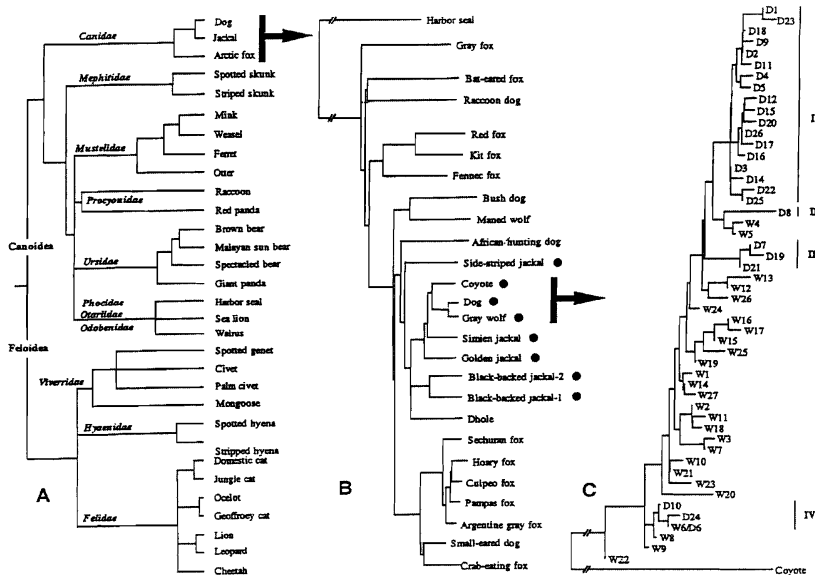 Dog
Jackal
Arctic fox
Canidae
Spotted skunk
Striped skunk
Mephitidae
Mink
Weasel
Ferret
Otter
Mustelidae
Raccoon
Red panda
Procyonidae
Brown bear
Malayan sun bear
Spectacled bear
Giant panda
Ursidae
Canoidea
Phocidae
Otariidae
Odobenidae
Harbor seal
Sea lion
Walrus
Feloidea
Spotted genet
Civet
Palm civet
Mongoose
Viverridae
Spotted hyena
Stripped hyena
Hyaenidae
Domestic cat
Jungle cat
Ocelot
Geoffroey cat
Lion
Leopard
Cheetah
Felidae
A
Harbor seal
Gray fox
Bat-eared fox
Raccoon dog
Red fox
Kit fox
Fennec fox
Bush dog
Maned wolf
African hunting dog
Side-striped jackal
Coyote
Dog
Gray wolf
Simien jackal
Golden jackal
Black-backed jackal-2
Black-backed jackal-1
Dhole
Sechuran fox
Hoary fox
Culpeo fox
Pampas fox
Argentine gray fox
Small-eared dog
Crab-eating fox
B
D1
D23
D18
D9
D2
D11
D4
D5
D12
D15
D20
D26
D17
D16
D3
D14
D22
D25
I
D8
II
W4
W5
D7
D19
D21
III
W13
W12
W26
W24
W16
W17
W15
W25
W19
W1
W14
W27
W2
W11
W18
W3
W7
W10
W21
W23
W20
D10
D24
W6/D6
W8
W9
IV
W22
Coyote
C